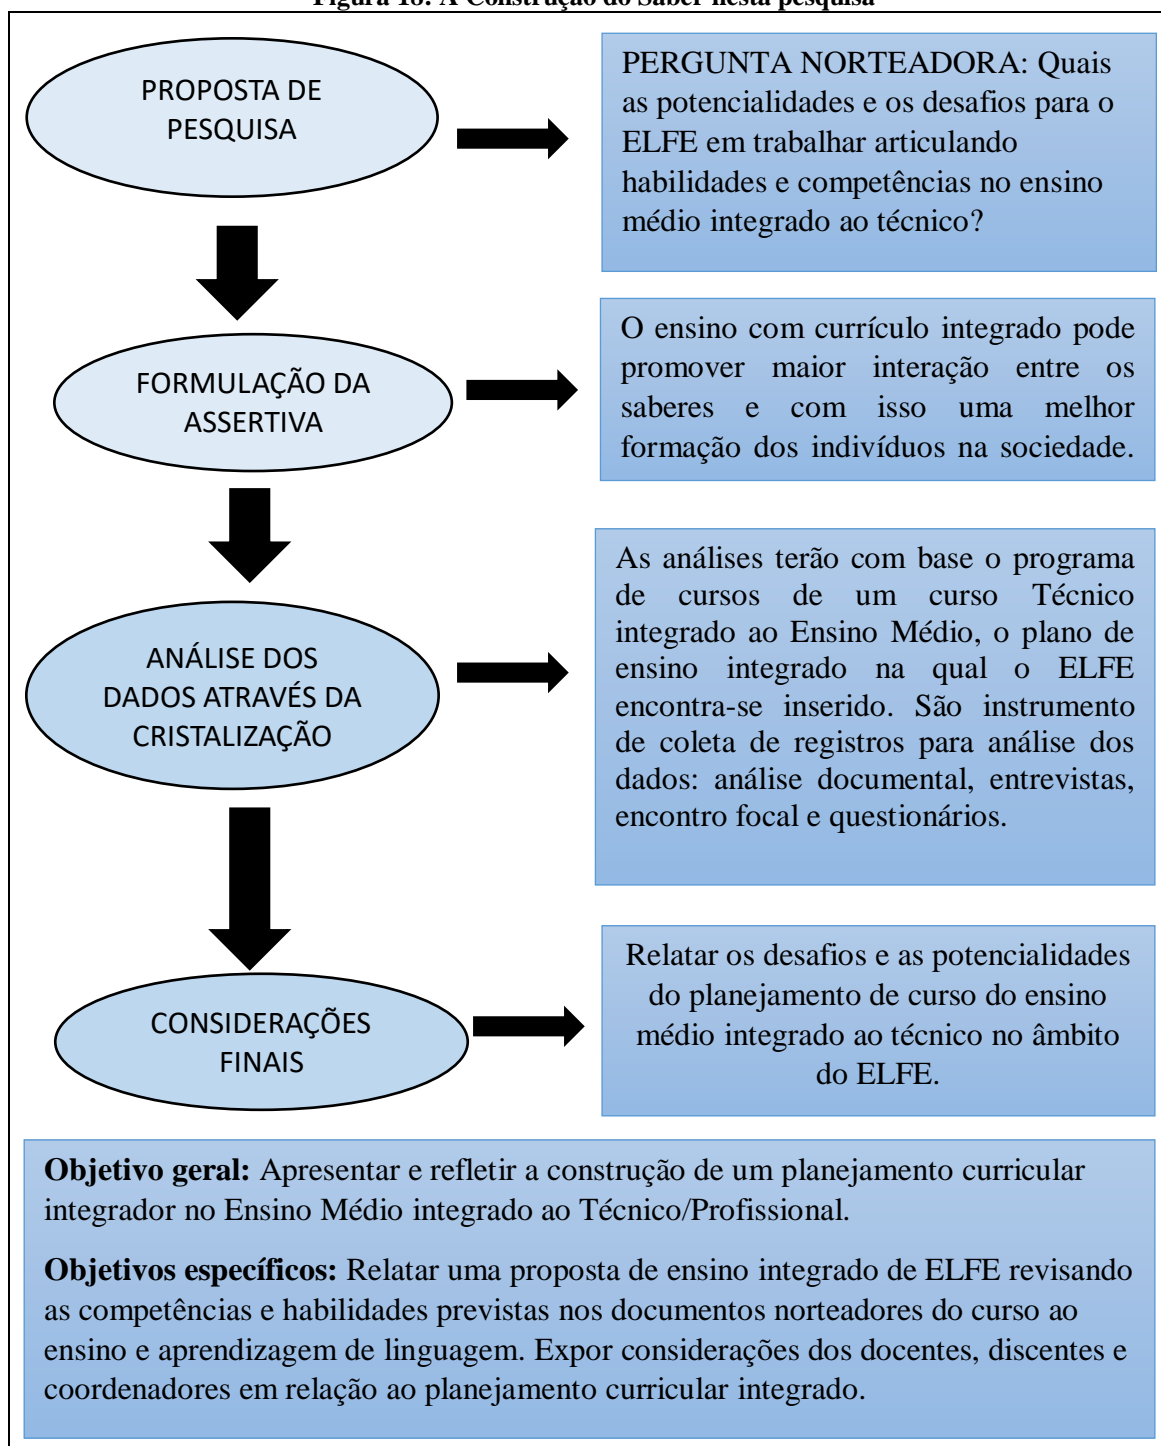 Figura 18: A Construção do Saber nesta pesquisa
PROPOSTA DE
PESQUISA
PERGUNTA NORTEADORA: Quais
as potencialidades e os desafios para o
ELFE em trabalhar articulando
habilidades e competências no ensino
médio integrado ao técnico?
FORMULAÇÃO DA
ASSERTIVA
O ensino com currículo integrado pode
promover maior interação entre os
saberes e com isso uma melhor
formação dos indivíduos na sociedade.
ANÁLISE DOS
DADOS ATRAVÉS DA
CRISTALIZAÇÃO
As análises terão com base o programa
de cursos de um curso Técnico
integrado ao Ensino Médio, o plano de
ensino integrado na qual o ELFE
encontra-se inserido. São instrumento
de coleta de registros para análise dos
dados: análise documental, entrevistas,
encontro focal e questionários.
CONSIDERAÇÕES
FINAIS
Relatar os desafios e as potencialidades
do planejamento de curso do ensino
médio integrado ao técnico no âmbito
do ELFE.
Objetivo geral: Apresentar e refletir a construção de um planejamento curricular
integrador no Ensino Médio integrado ao Técnico/Profissional.
Objetivos específicos: Relatar uma proposta de ensino integrado de ELFE revisando
as competências e habilidades previstas nos documentos norteadores do curso ao
ensino e aprendizagem de linguagem. Expor considerações dos docentes, discentes e
coordenadores em relação ao planejamento curricular integrado.